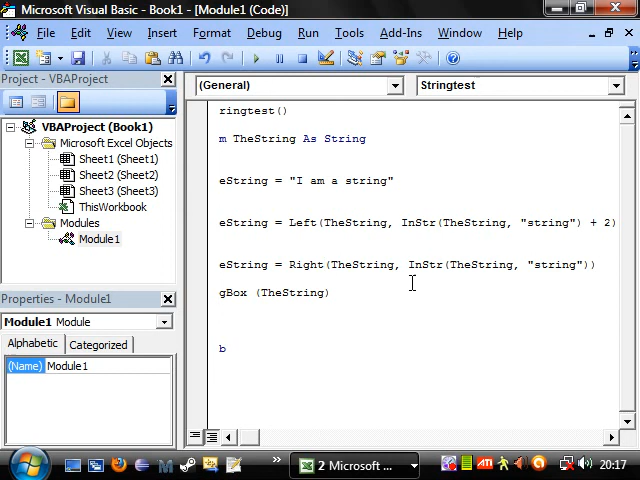 Microsoft Visual Basic - Book1 - [Module1 (Code)]
File Edit View Insert Format Debug Run Tools Add-Ins Window Help
Project - VBAProject
(General)
Stringtest
VBAProject (Book1)
Microsoft Excel Objects
Sheet1 (Sheet1)
Sheet2 (Sheet2)
Sheet3 (Sheet3)
ThisWorkbook
Modules
Module1
Properties - Module1
Module1 Module
Alphabetic Categorized
(Name) Module1
ringtest()
m TheString As String
eString = "I am a string"
eString = Left(TheString, InStr(TheString, "string") + 2)
eString = Right(TheString, InStr(TheString, "string"))
gBox (TheString)
b
2 Microsoft ...
ATI
20:17